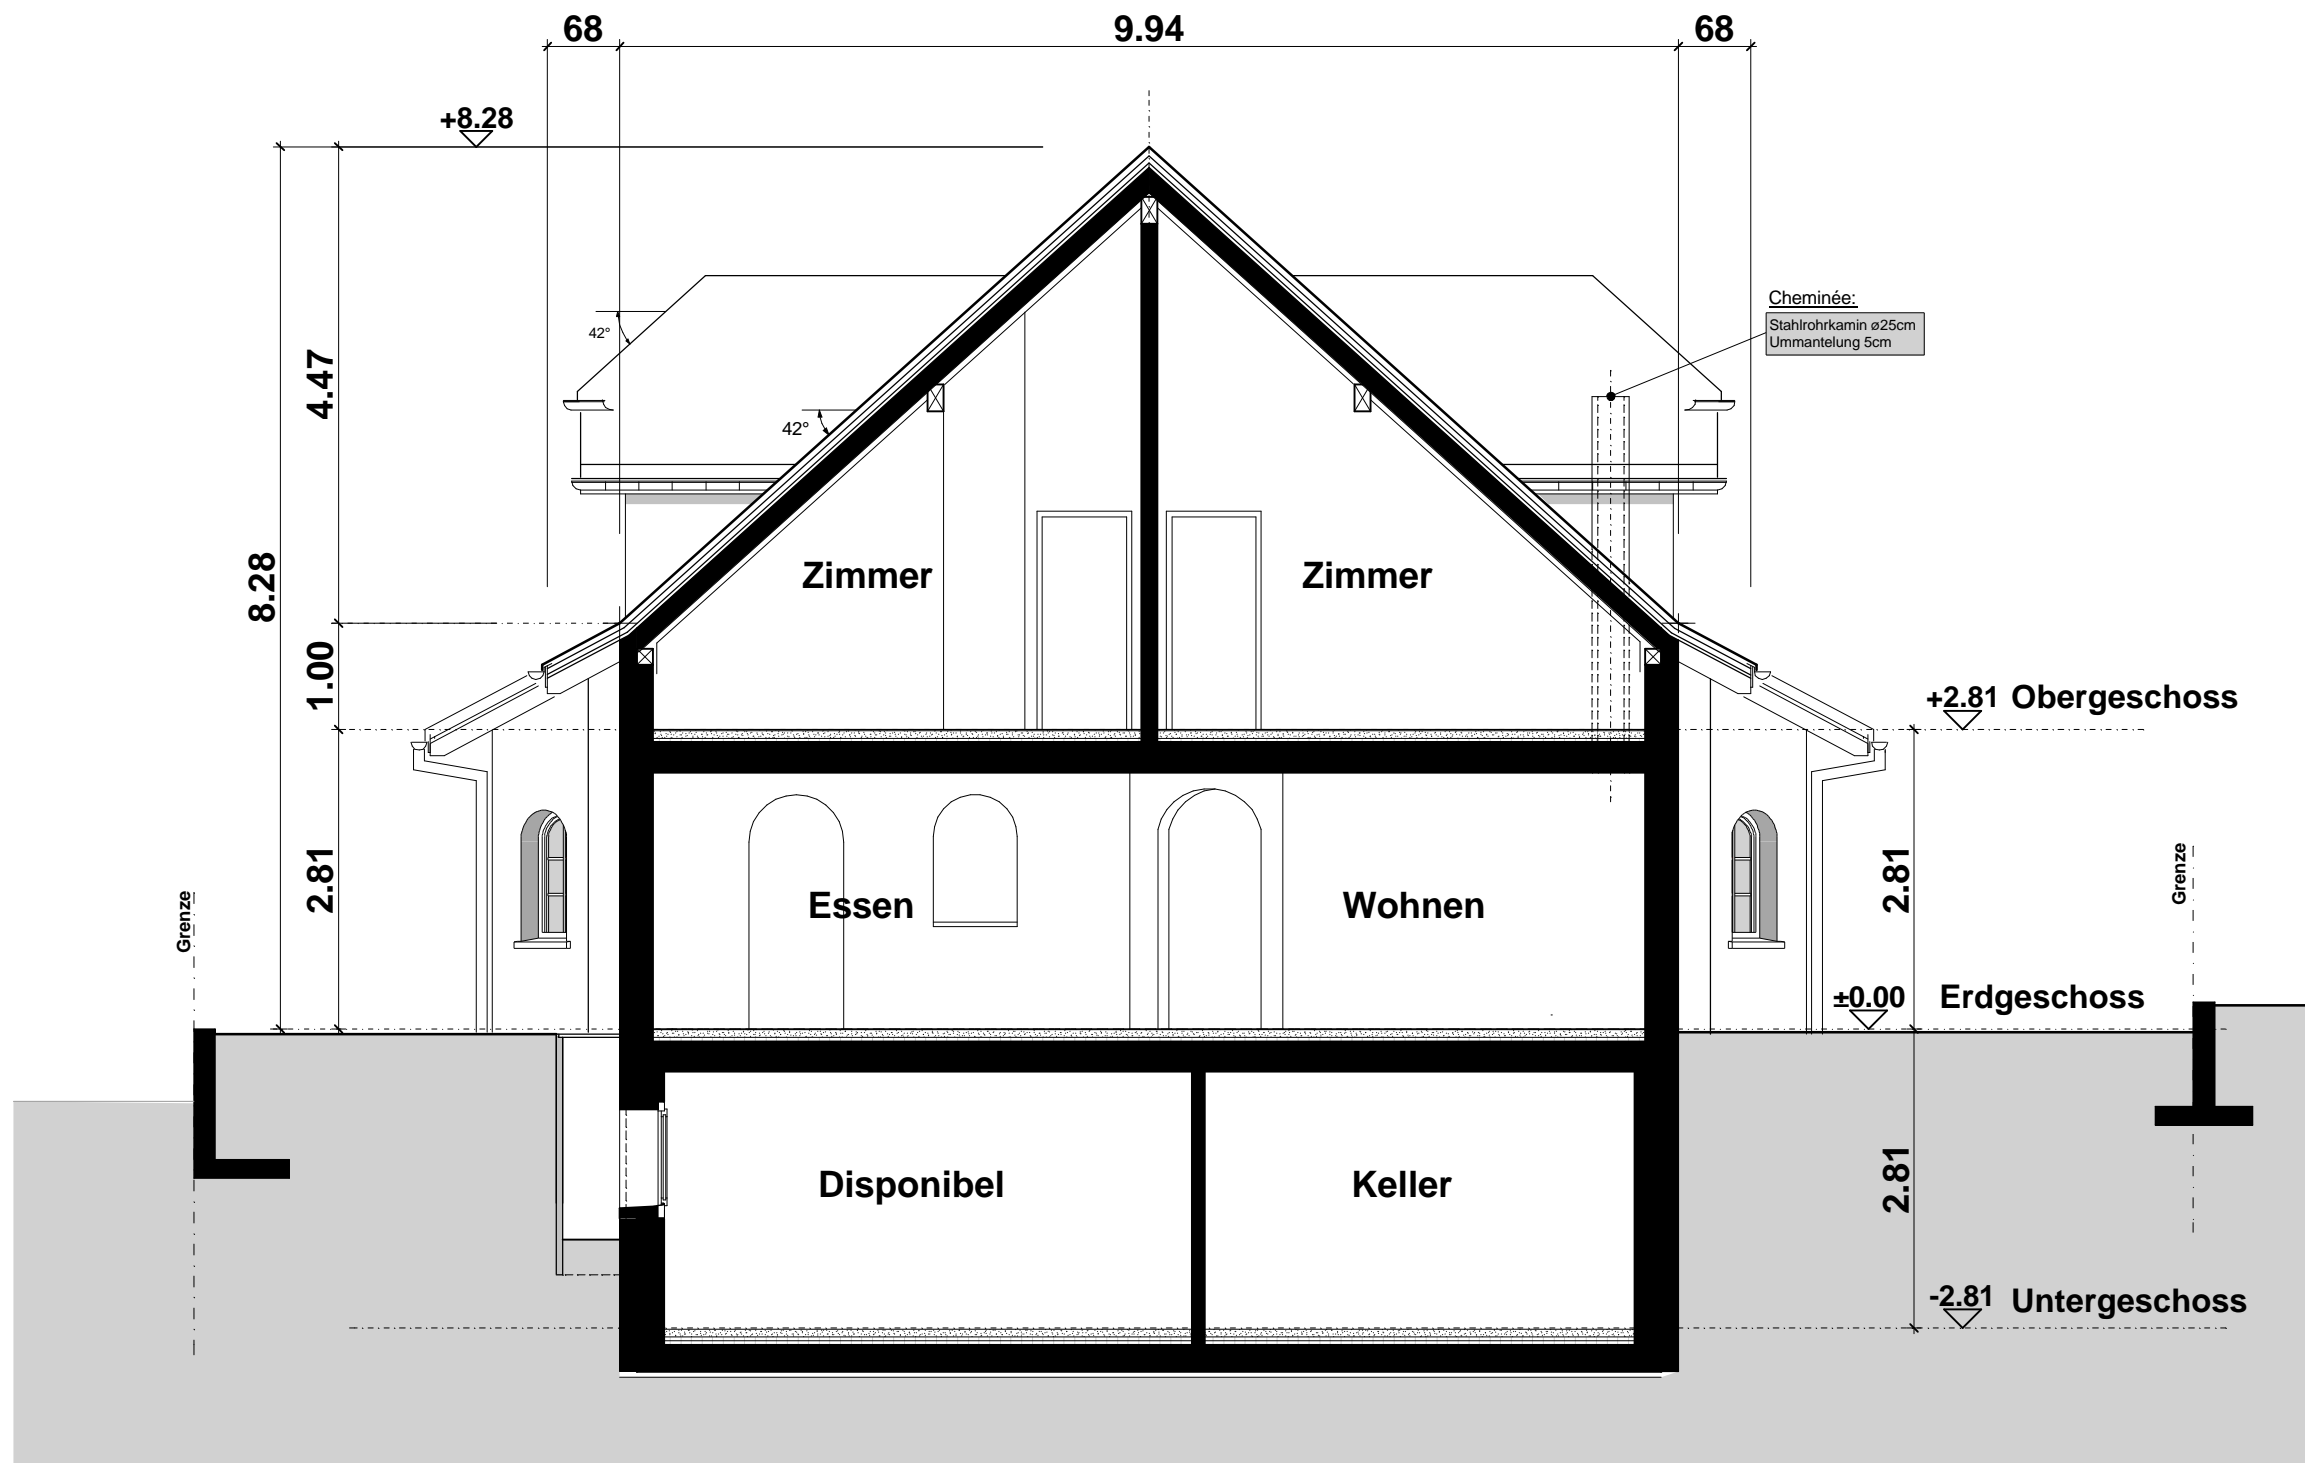 68
9.94
68
+8.28
Cheminée:
Stahlrohrkamin ø25cm
Ummantelung 5cm
42°
42°
4.47
8.28
1.00
2.81
Zimmer
Zimmer
+2.81 Obergeschoss
Essen
Wohnen
2.81
Grenze
Grenze
±0.00 Erdgeschoss
Disponibel
Keller
2.81
-2.81 Untergeschoss